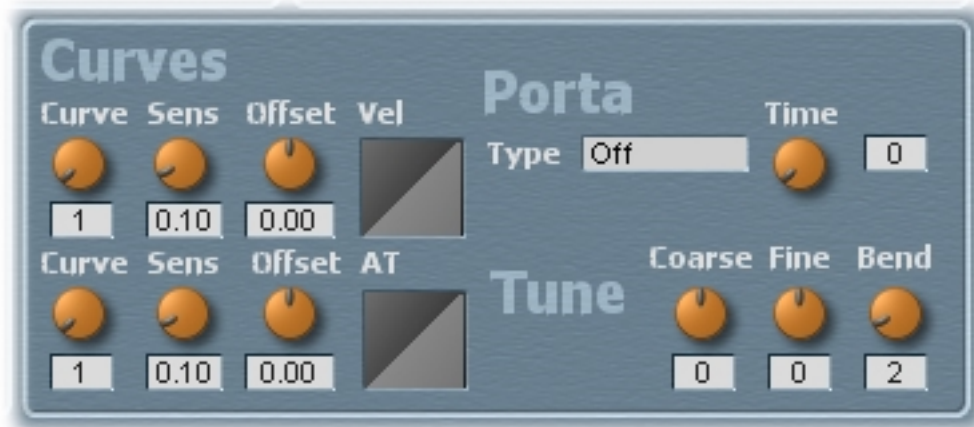 Curves
Curve Sens Offset Vel
1 0.10 0.00
Curve Sens Offset AT
1 0.10 0.00
Porta
Time
Type Off 0
Tune
Coarse Fine Bend
0 0 2